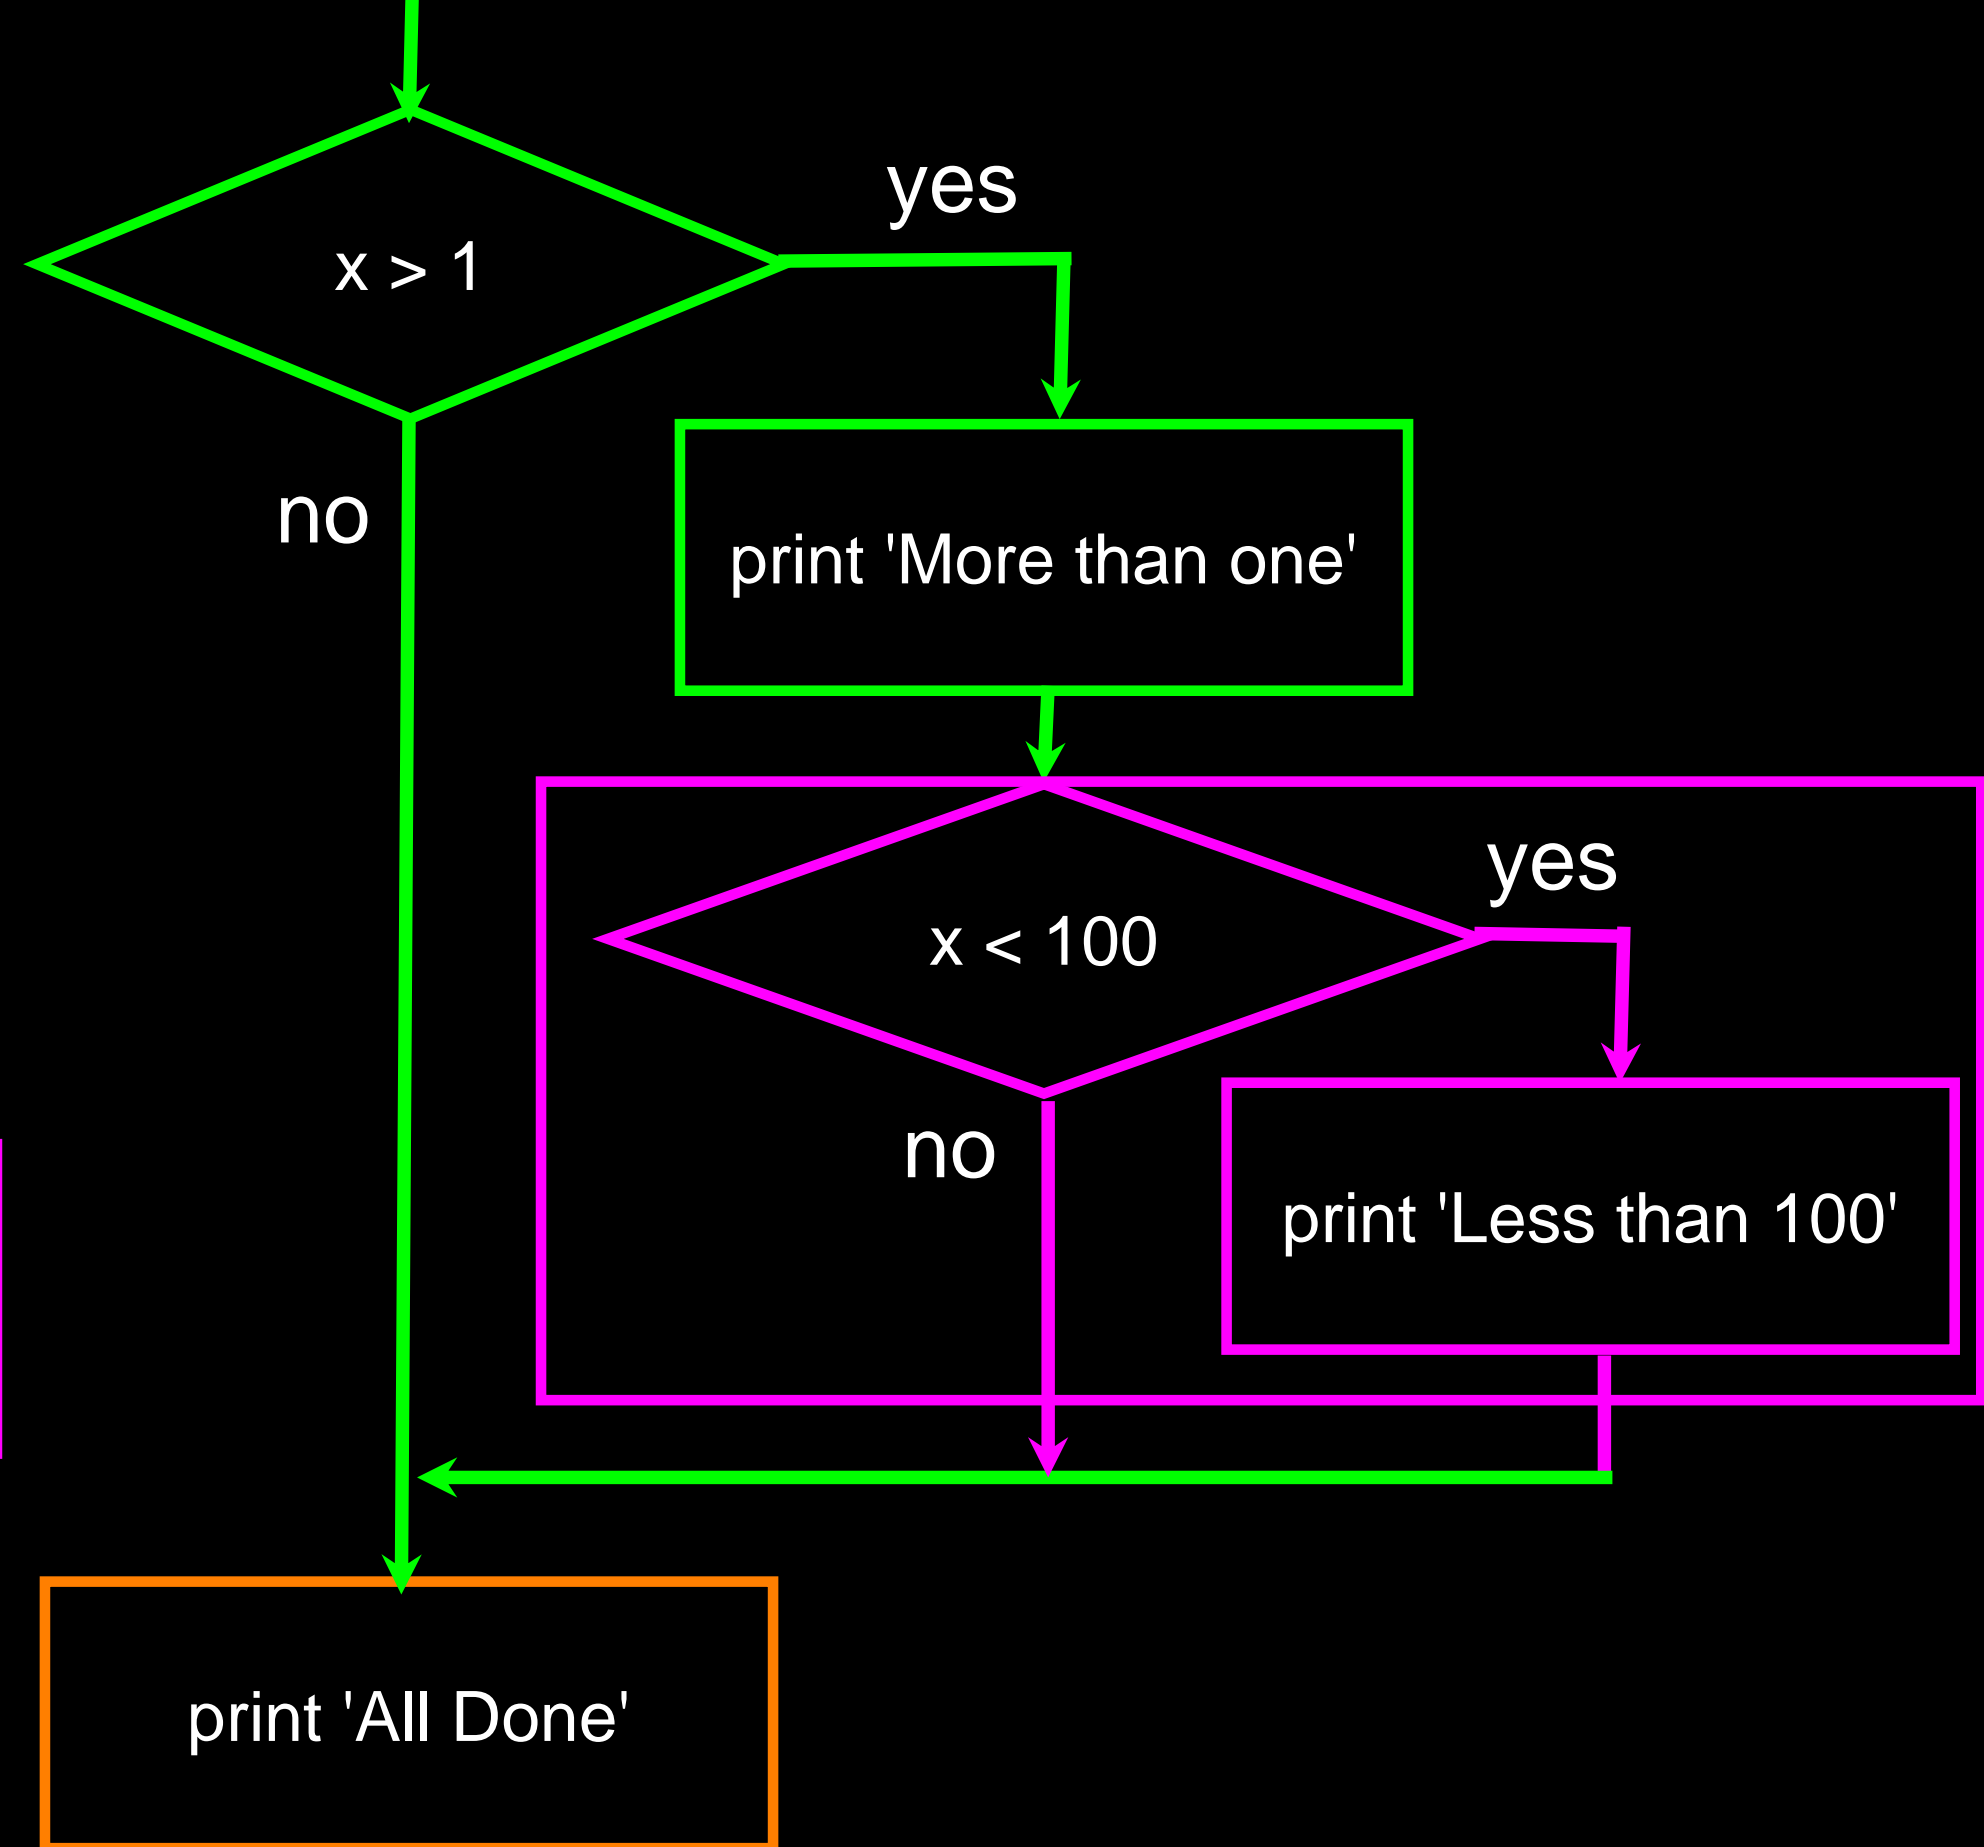 yes
x > 1
no
print 'More than one'
yes
x < 100
no
print 'Less than 100'
print 'All Done'